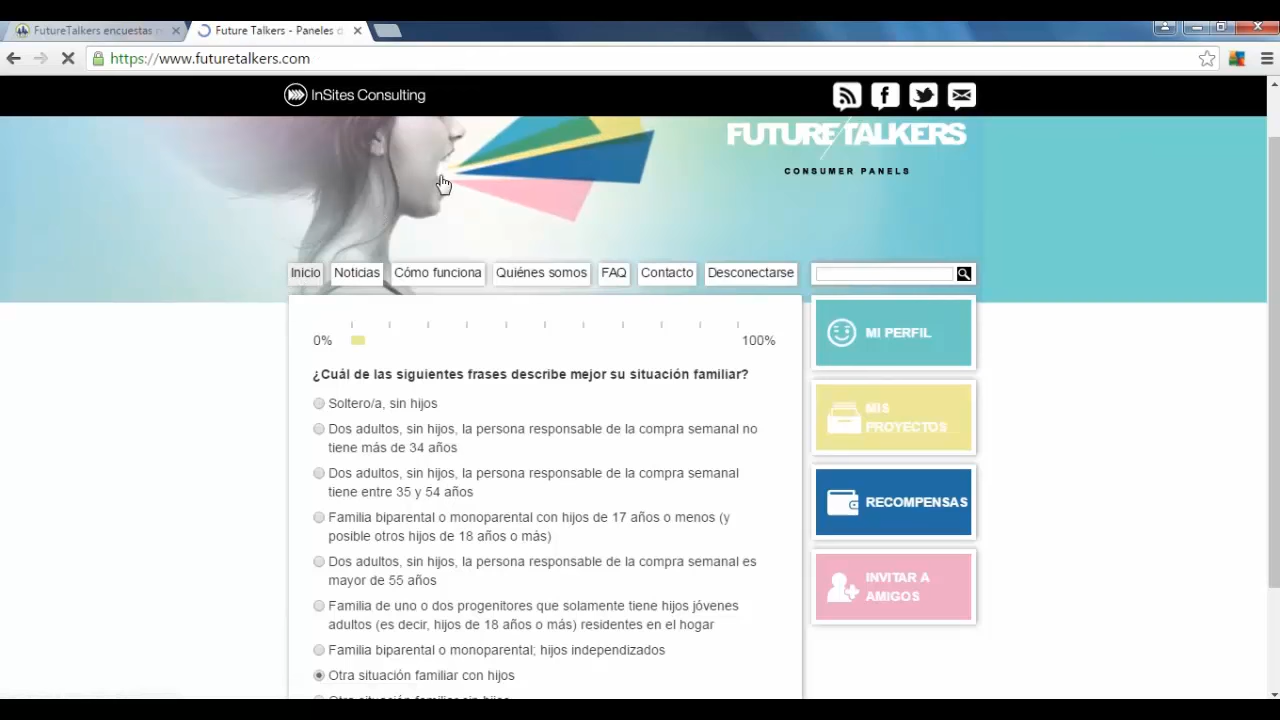 FutureTalkers encuestas
Future Talkers - Paneles d
https://www.futuretalkers.com
InSites Consulting
FUTURE/TALKERS
CONSUMER PANELS
Inicio Noticias Cómo funciona Quiénes somos FAQ Contacto Desconectarse
0% 100%
MI PERFIL
¿Cuál de las siguientes frases describe mejor su situación familiar?
Soltero/a, sin hijos
Dos adultos, sin hijos, la persona responsable de la compra semanal no
tiene más de 34 años
Dos adultos, sin hijos, la persona responsable de la compra semanal
tiene entre 35 y 54 años
Familia biparental o monoparental con hijos de 17 años o menos (y
posible otros hijos de 18 años o más)
Dos adultos, sin hijos, la persona responsable de la compra semanal es
mayor de 55 años
Familia de uno o dos progenitores que solamente tiene hijos jóvenes
adultos (es decir, hijos de 18 años o más) residentes en el hogar
Familia biparental o monoparental; hijos independizados
Otra situación familiar con hijos
Otra situación familiar sin hijos
MIS
PROYECTOS
RECOMPENSAS
INVITAR A
AMIGOS